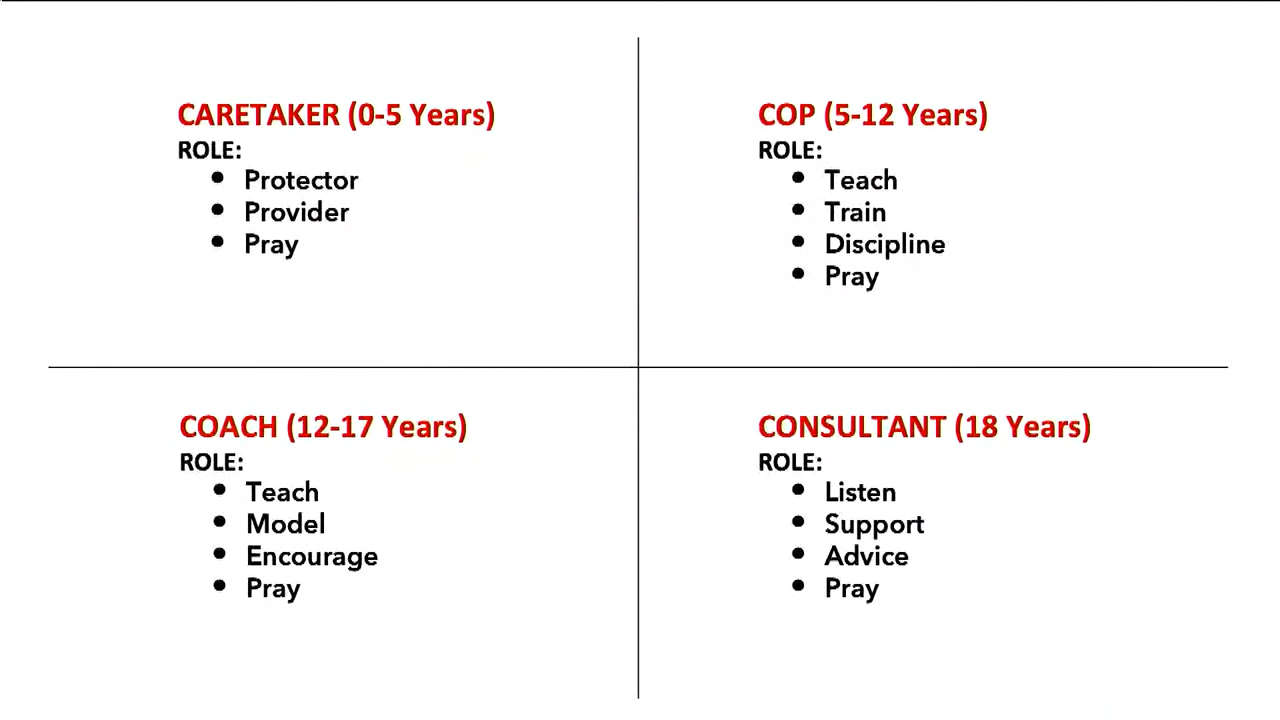 CARETAKER (0-5 Years)
ROLE:
• Protector
• Provider
• Pray
COP (5-12 Years)
ROLE:
• Teach
• Train
• Discipline
• Pray
COACH (12-17 Years)
ROLE:
• Teach
• Model
• Encourage
• Pray
CONSULTANT (18 Years)
ROLE:
• Listen
• Support
• Advice
• Pray